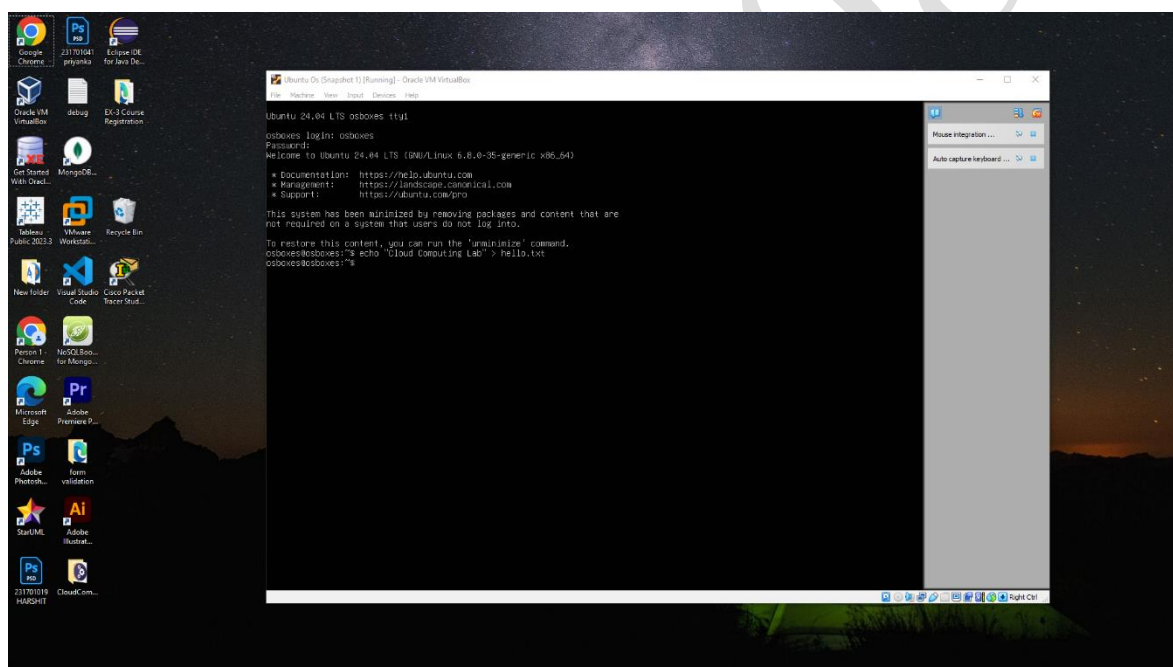 Google Chrome
231701041 priyanka
Eclipse IDE for Java De...
Oracle VM VirtualBox
debug
EX-3 Course Registration
Get Started With Oracl...
MongoDB...
Tableau Public 2023.3
VMware Workstati...
Recycle Bin
New folder
Visual Studio Code
Cisco Packet Tracer Stud...
Person 1 - Chrome
NoSQLBoo... for Mongo...
Microsoft Edge
Adobe Premiere P...
Adobe Photosh...
form validation
StarUML
Adobe Illustrat...
231701019 HARSHIT
CloudCom...
Ubuntu Os (Snapshot 1) [Running] - Oracle VM VirtualBox
File Machine View Input Devices Help
Ubuntu 24.04 LTS osboxes tty1
osboxes login: osboxes
Password:
Welcome to Ubuntu 24.04 LTS (GNU/Linux 6.8.0-35-generic x86_64)
* Documentation: https://help.ubuntu.com
* Management: https://landscape.canonical.com
* Support: https://ubuntu.com/pro
This system has been minimized by removing packages and content that are
not required on a system that users do not log into.
To restore this content, you can run the 'unminimize' command.
osboxes@osboxes:~$ echo "Cloud Computing Lab" > hello.txt
osboxes@osboxes:~$
Mouse integration ...
Auto capture keyboard ...
Right Ctrl